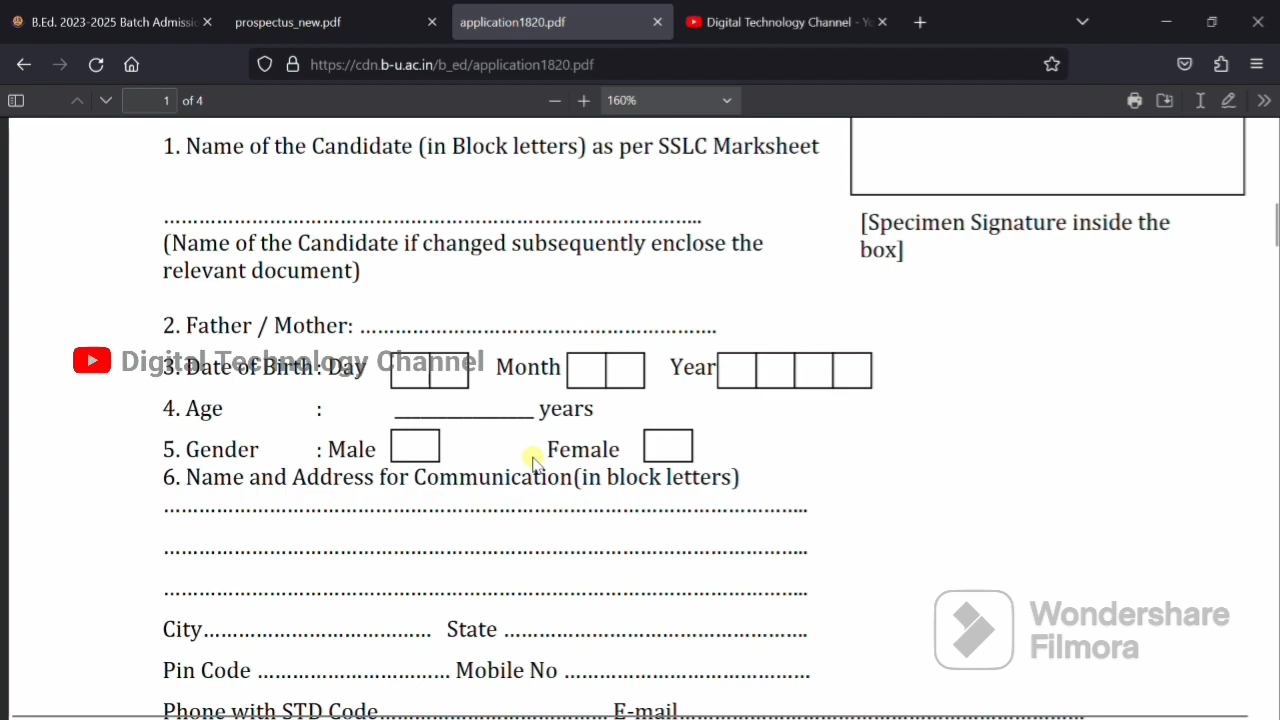 B.Ed. 2023-2025 Batch Admissi
prospectus_new.pdf
application1820.pdf
Digital Technology Channel - Yo
https://cdn.b-u.ac.in/b_ed/application1820.pdf
1 of 4
160%
1. Name of the Candidate (in Block letters) as per SSLC Marksheet
………………………………………………………………………………..
[Specimen Signature inside the
box]
(Name of the Candidate if changed subsequently enclose the
relevant document)
2. Father / Mother: ……………………………………………………..
Digital Technology Channel
3. Date of Birth : Day Month Year
4. Age : ______________ years
5. Gender : Male Female
6. Name and Address for Communication(in block letters)
………………………………………………………………………………………………...
………………………………………………………………………………………………...
………………………………………………………………………………………………...
City………………………………… State …………………………………………….
Pin Code …………………………… Mobile No ……………………………………
Phone with STD Code………………………………… E-mail……………………………………………………………
Wondershare
Filmora